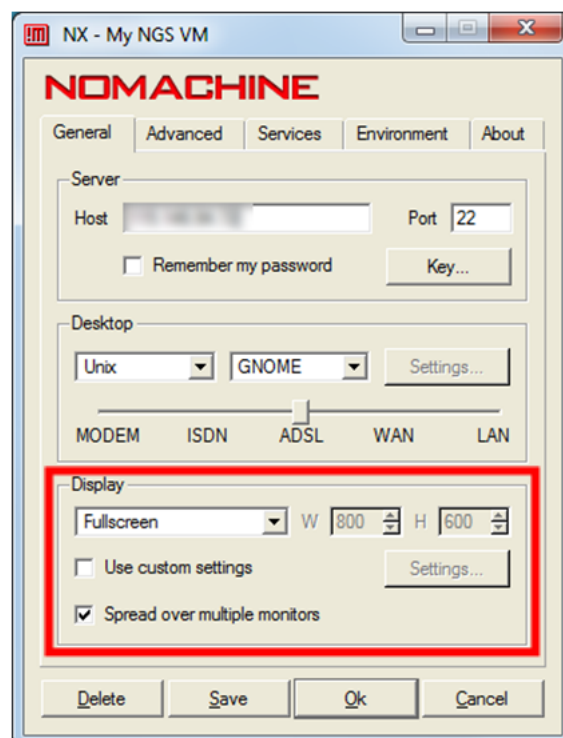 NX - My NGS VM
NOMACHINE
General Advanced Services Environment About
Server
Host Port 22
Remember my password Key...
Desktop
Unix GNOME Settings...
MODEM ISDN ADSL WAN LAN
Display
Fullscreen W 800 H 600
Use custom settings Settings...
Spread over multiple monitors
Delete Save Ok Cancel